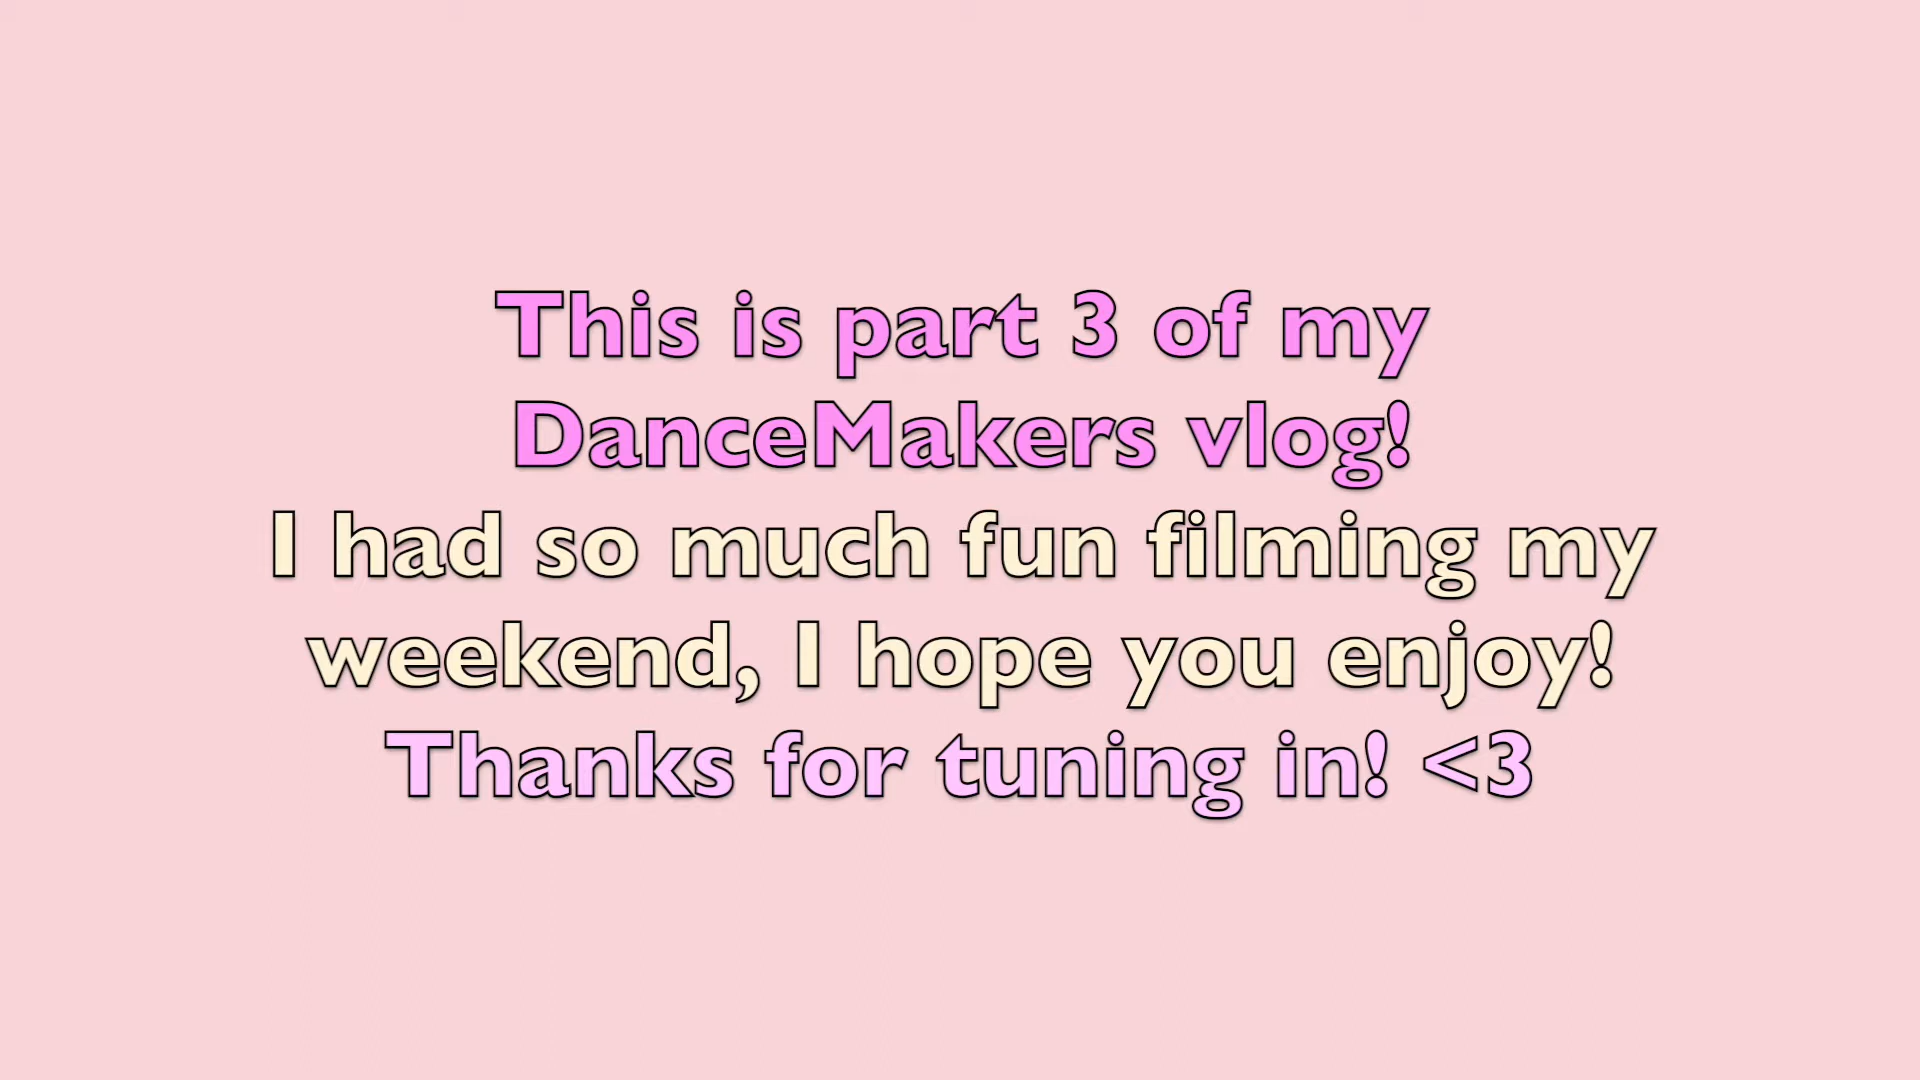 This is part 3 of my
DanceMakers vlog!
I had so much fun filming my
weekend, I hope you enjoy!
Thanks for tuning in! <3